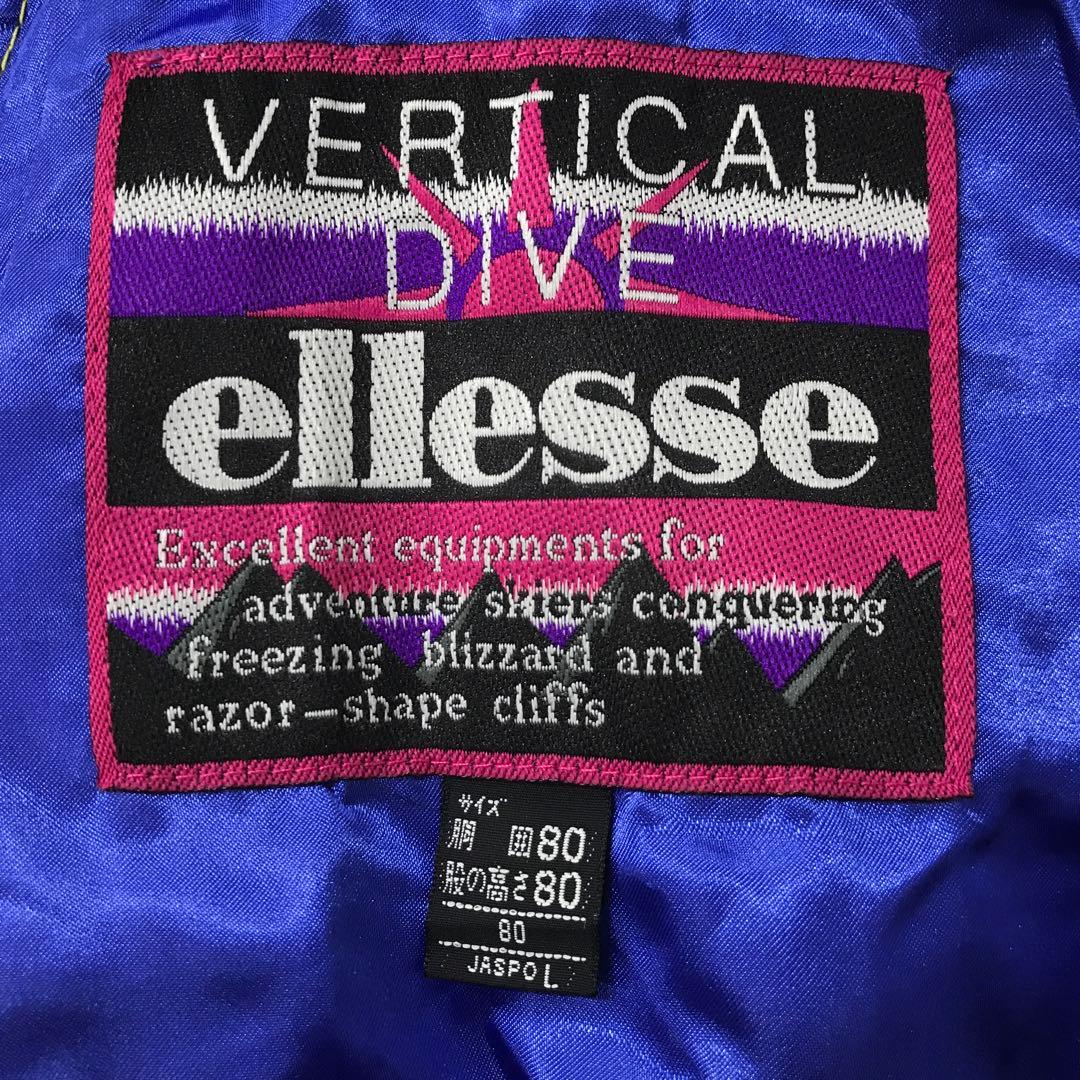 VERTICAL
DIVE
ellesse
Excellent equipments for
adventure skiers conquering
freezing blizzard and
razor-shape cliffs
サイズ
胴 囲80
股の高さ80
80
JASPO L